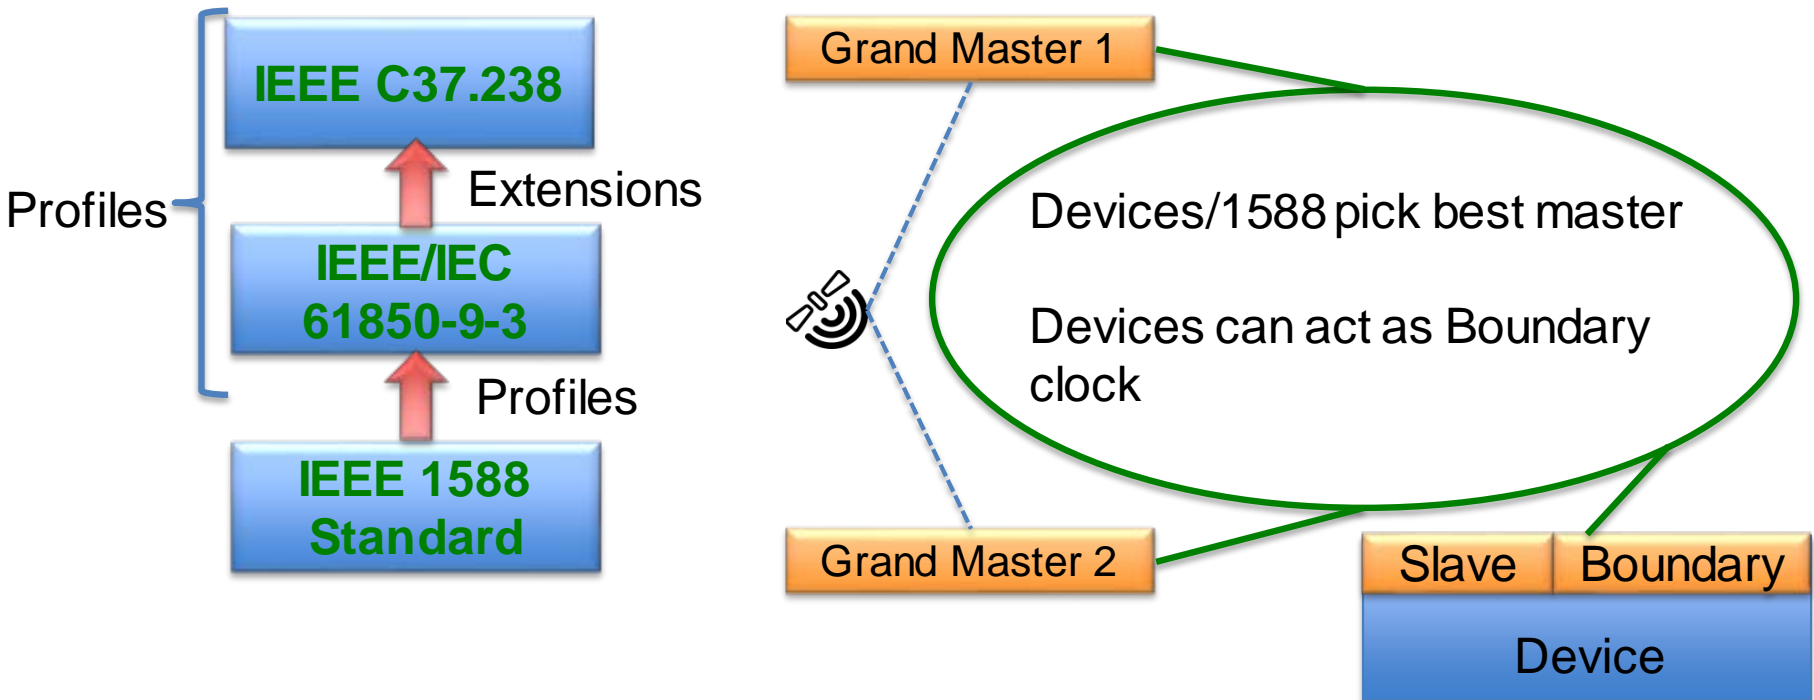 IEEE C37.238
Extensions
Profiles
IEEE/IEC
61850-9-3
Profiles
IEEE 1588
Standard
Grand Master 1
Devices/1588 pick best master
Devices can act as Boundary
clock
Grand Master 2
Slave
Boundary
Device